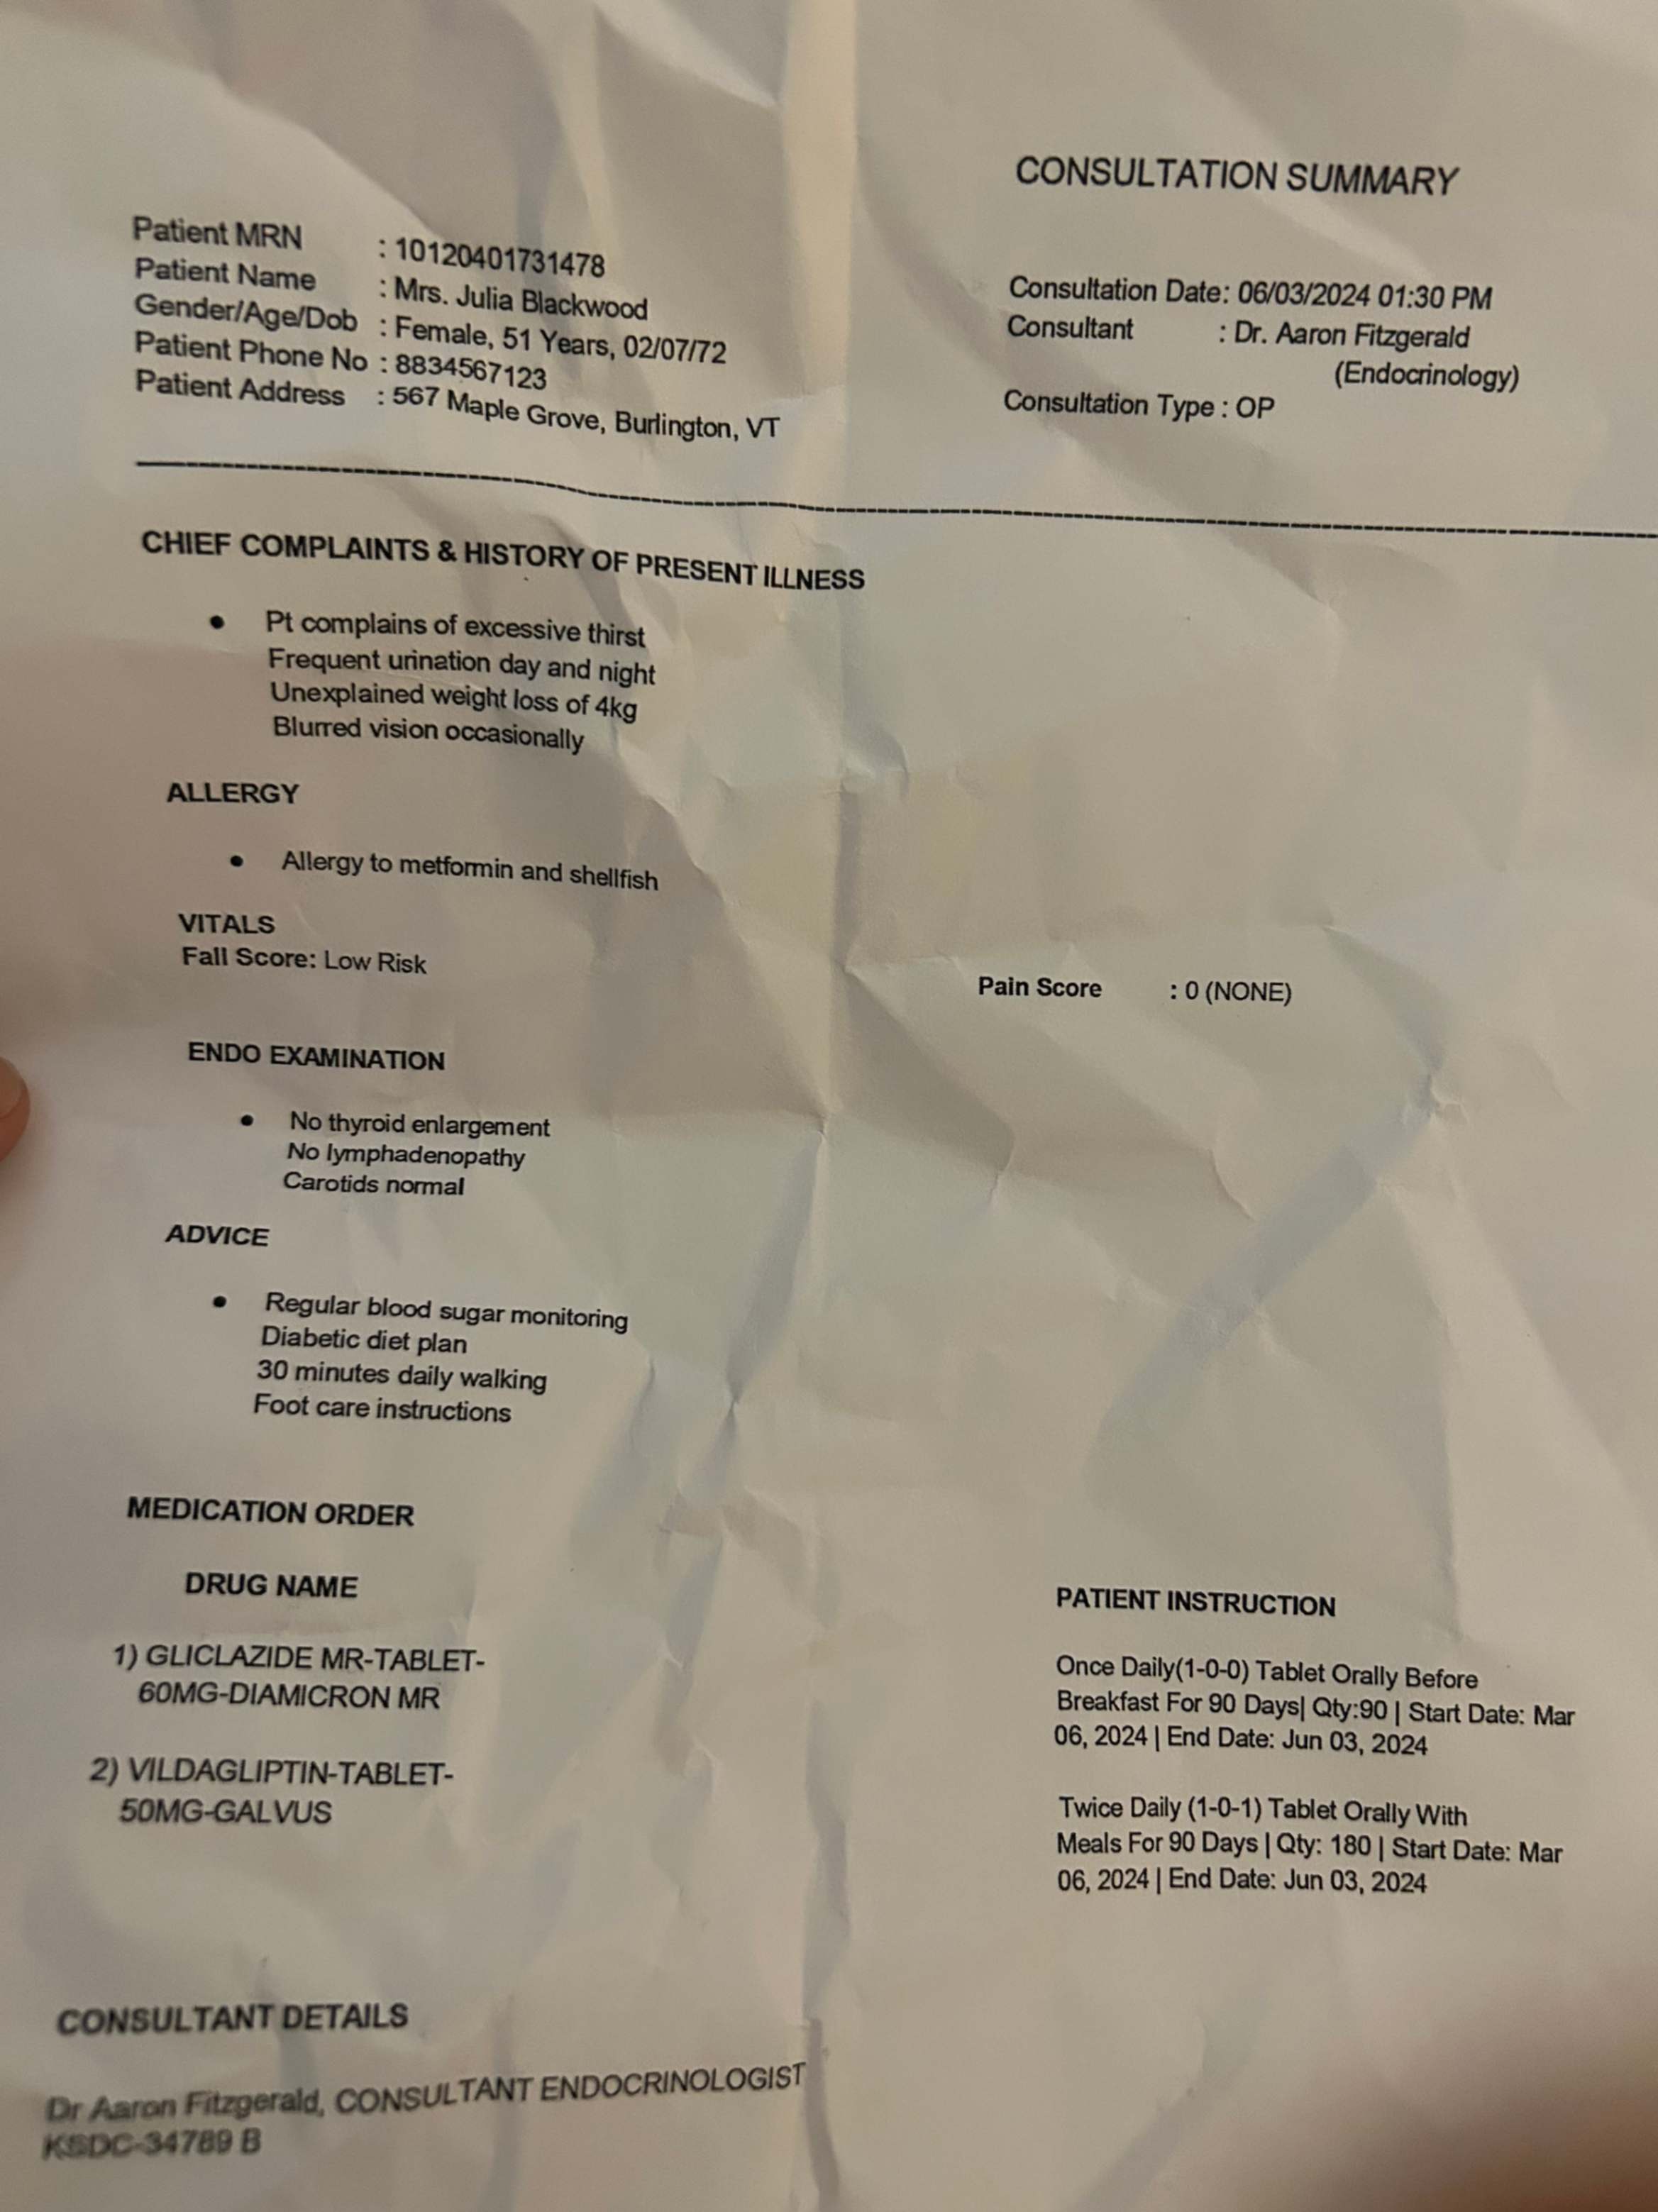 CONSULTATION SUMMARY
Patient MRN : 10120401731478
Patient Name : Mrs. Julia Blackwood
Gender/Age/Dob : Female, 51 Years, 02/07/72
Patient Phone No : 8834567123
Patient Address : 567 Maple Grove, Burlington, VT
Consultation Date: 06/03/2024 01:30 PM
Consultant : Dr. Aaron Fitzgerald
(Endocrinology)
Consultation Type : OP
CHIEF COMPLAINTS & HISTORY OF PRESENT ILLNESS
• Pt complains of excessive thirst
Frequent urination day and night
Unexplained weight loss of 4kg
Blurred vision occasionally
ALLERGY
• Allergy to metformin and shellfish
VITALS
Fall Score: Low Risk
Pain Score : 0 (NONE)
ENDO EXAMINATION
• No thyroid enlargement
No lymphadenopathy
Carotids normal
ADVICE
• Regular blood sugar monitoring
Diabetic diet plan
30 minutes daily walking
Foot care instructions
MEDICATION ORDER
DRUG NAME
PATIENT INSTRUCTION
1) GLICLAZIDE MR-TABLET-
60MG-DIAMICRON MR
Once Daily(1-0-0) Tablet Orally Before
Breakfast For 90 Days| Qty:90 | Start Date: Mar
06, 2024 | End Date: Jun 03, 2024
2) VILDAGLIPTIN-TABLET-
50MG-GALVUS
Twice Daily (1-0-1) Tablet Orally With
Meals For 90 Days | Qty: 180 | Start Date: Mar
06, 2024 | End Date: Jun 03, 2024
CONSULTANT DETAILS
Dr Aaron Fitzgerald, CONSULTANT ENDOCRINOLOGIST
KSDC-34789 B